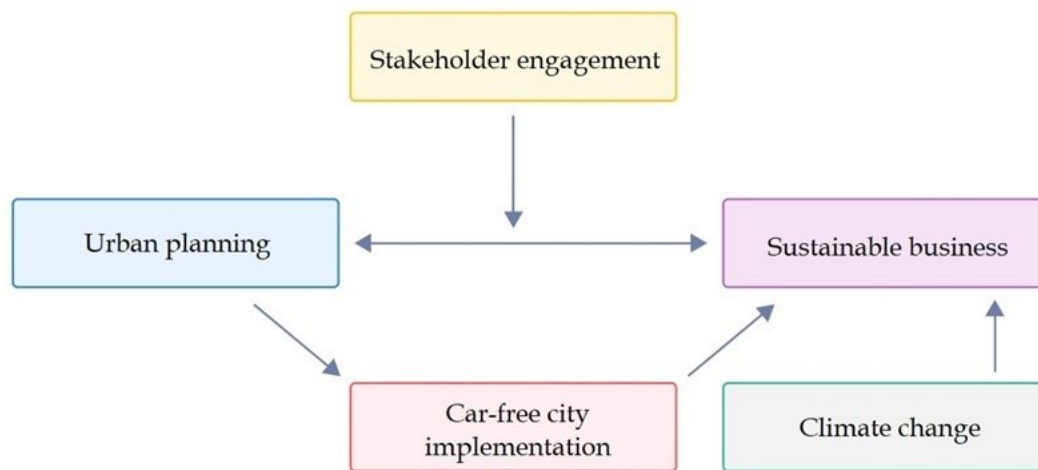 Stakeholder engagement
Urban planning
Sustainable business
Car-free city
implementation
Climate change